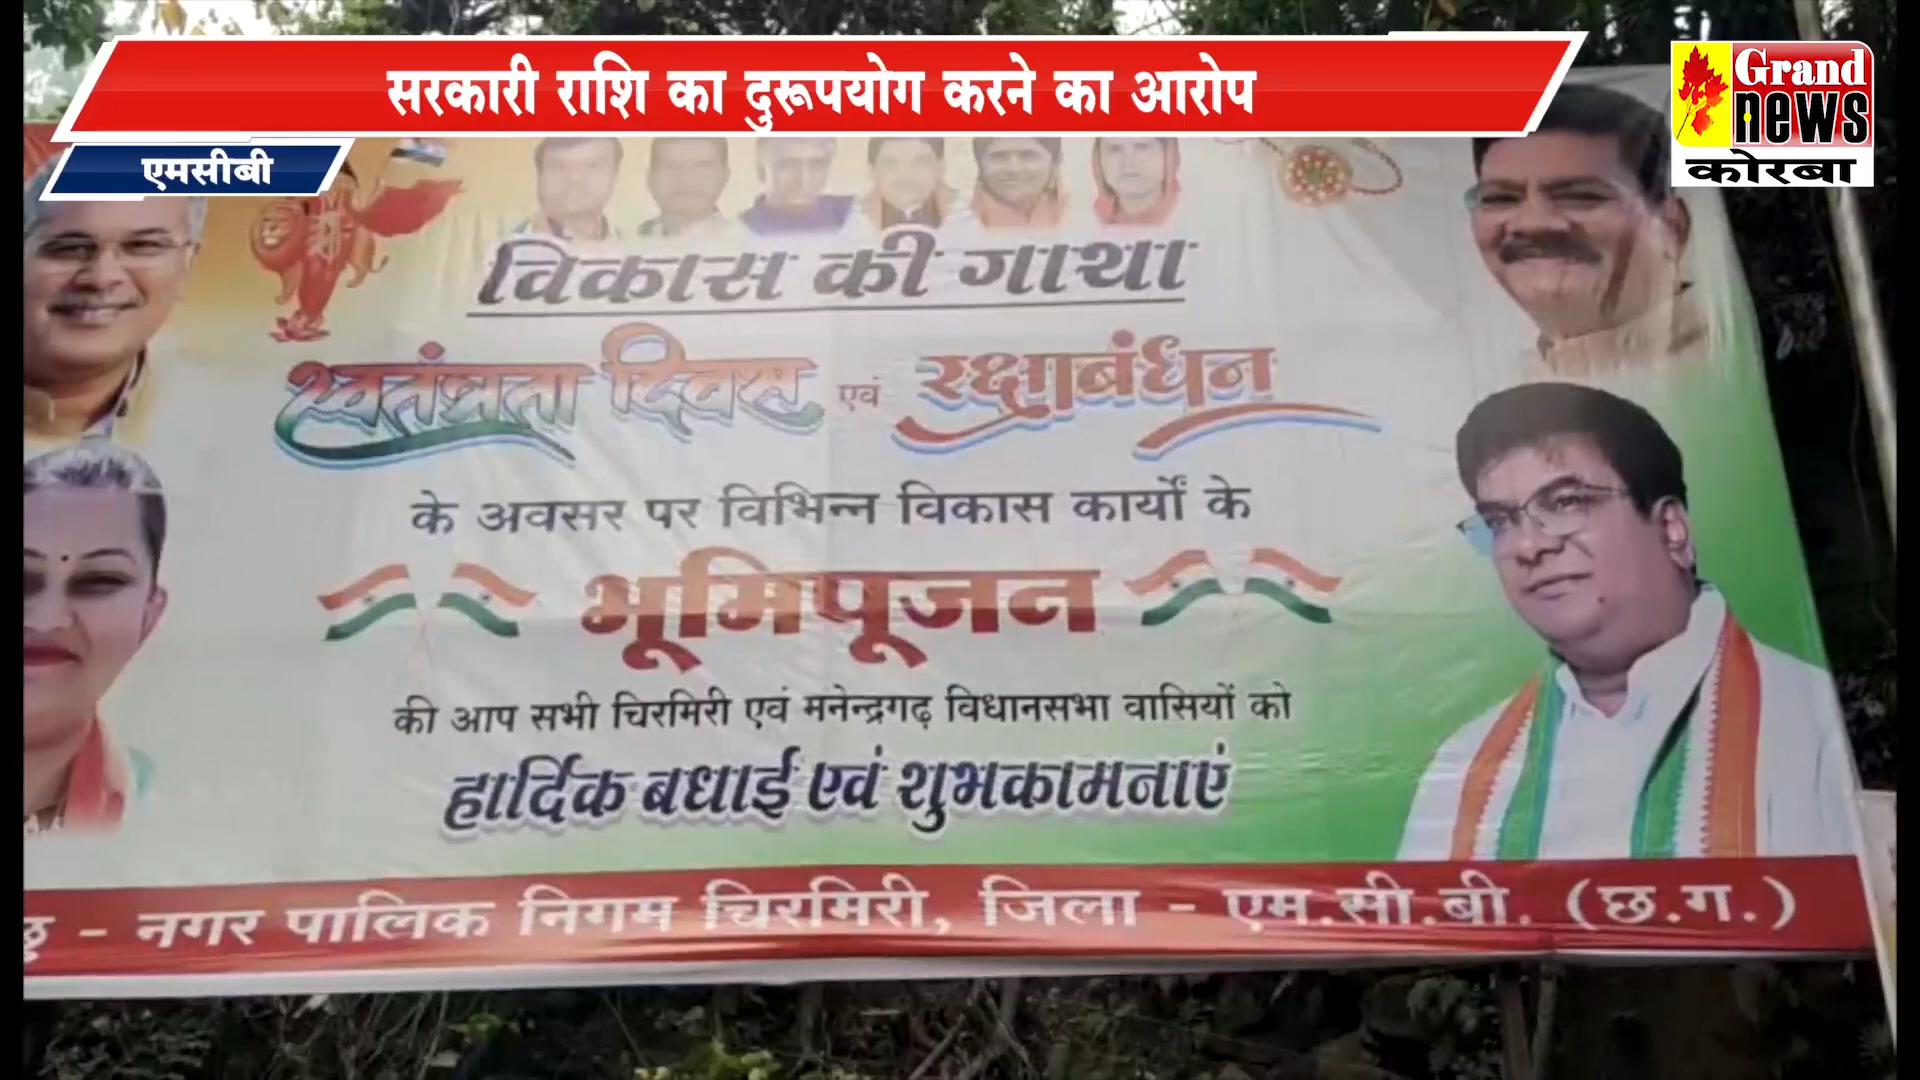 सरकारी राशि का दुरूपयोग करने का आरोप
एमसीबी
Grand
news
कोरबा
विकास की गाथा
स्वतंत्रता दिवस एवं रक्षाबंधन
के अवसर पर विभिन्न विकास कार्यों के
भूमिपूजन
की आप सभी चिरमिरी एवं मनेन्द्रगढ़ विधानसभा वासियों को
हार्दिक बधाई एवं शुभकामनाएं
- नगर पालिक निगम चिरमिरी, जिला - एम.सी.बी. (छ.ग.)